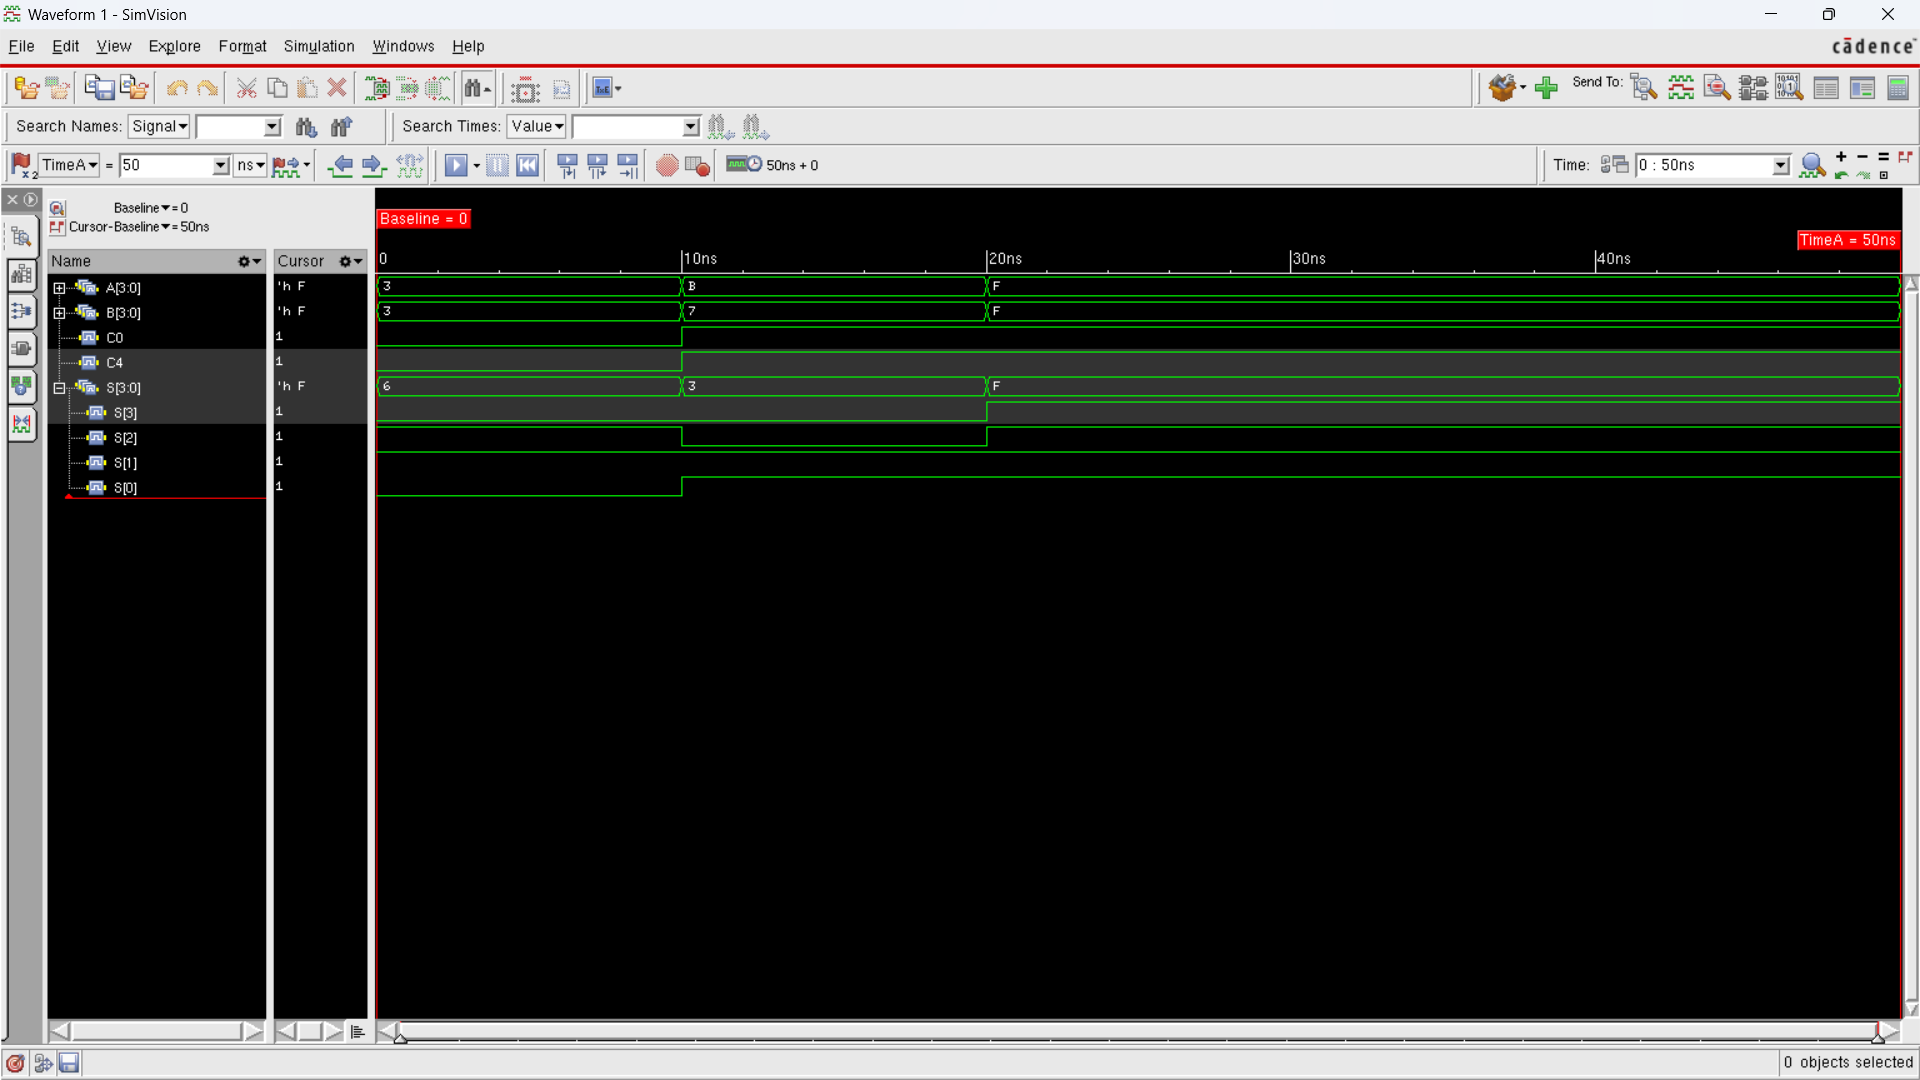 Waveform 1 - SimVision
File Edit View Explore Format Simulation Windows Help
cādence
Send To:
Search Names: Signal
Search Times: Value
TimeA = 50 ns
50ns + 0
Time: 0 : 50ns
Baseline = 0
Cursor-Baseline = 50ns
Baseline = 0
TimeA = 50ns
Name Cursor 0 10ns 20ns 30ns 40ns
A[3:0] 'h F 3 B F
B[3:0] 'h F 3 7 F
C0 1
C4 1
S[3:0] 'h F 6 3 F
S[3] 1
S[2] 1
S[1] 1
S[0] 1
0 objects selected